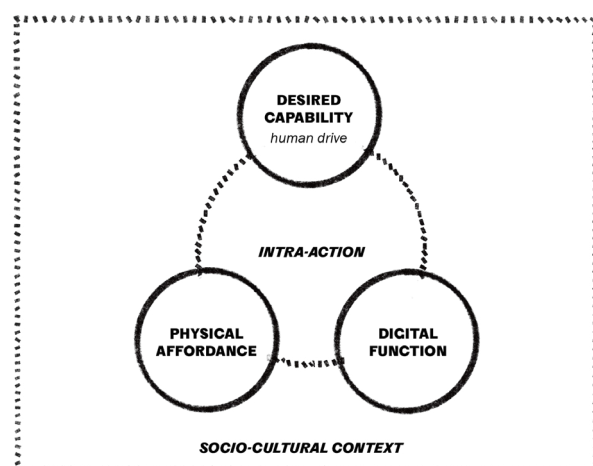 DESIRED
CAPABILITY
human drive
INTRA-ACTION
PHYSICAL
AFFORDANCE
DIGITAL
FUNCTION
SOCIO-CULTURAL CONTEXT